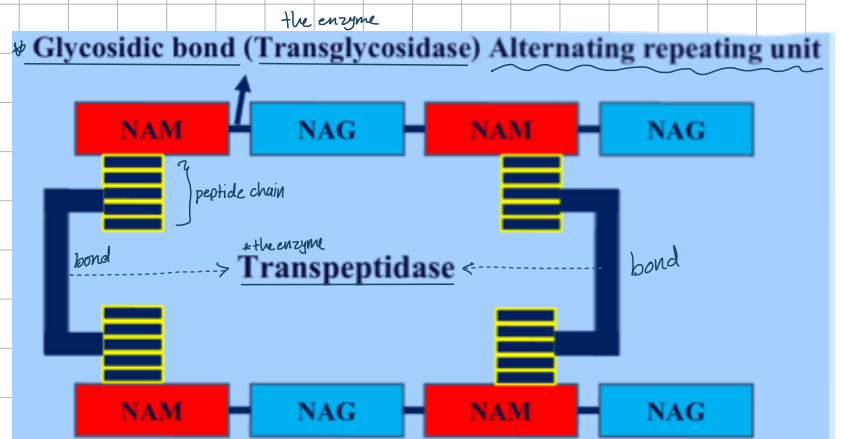 the enzyme
* Glycosidic bond (Transglycosidase) Alternating repeating unit
NAM NAG NAM NAG
peptide chain
*the enzyme
bond Transpeptidase bond
NAM NAG NAM NAG